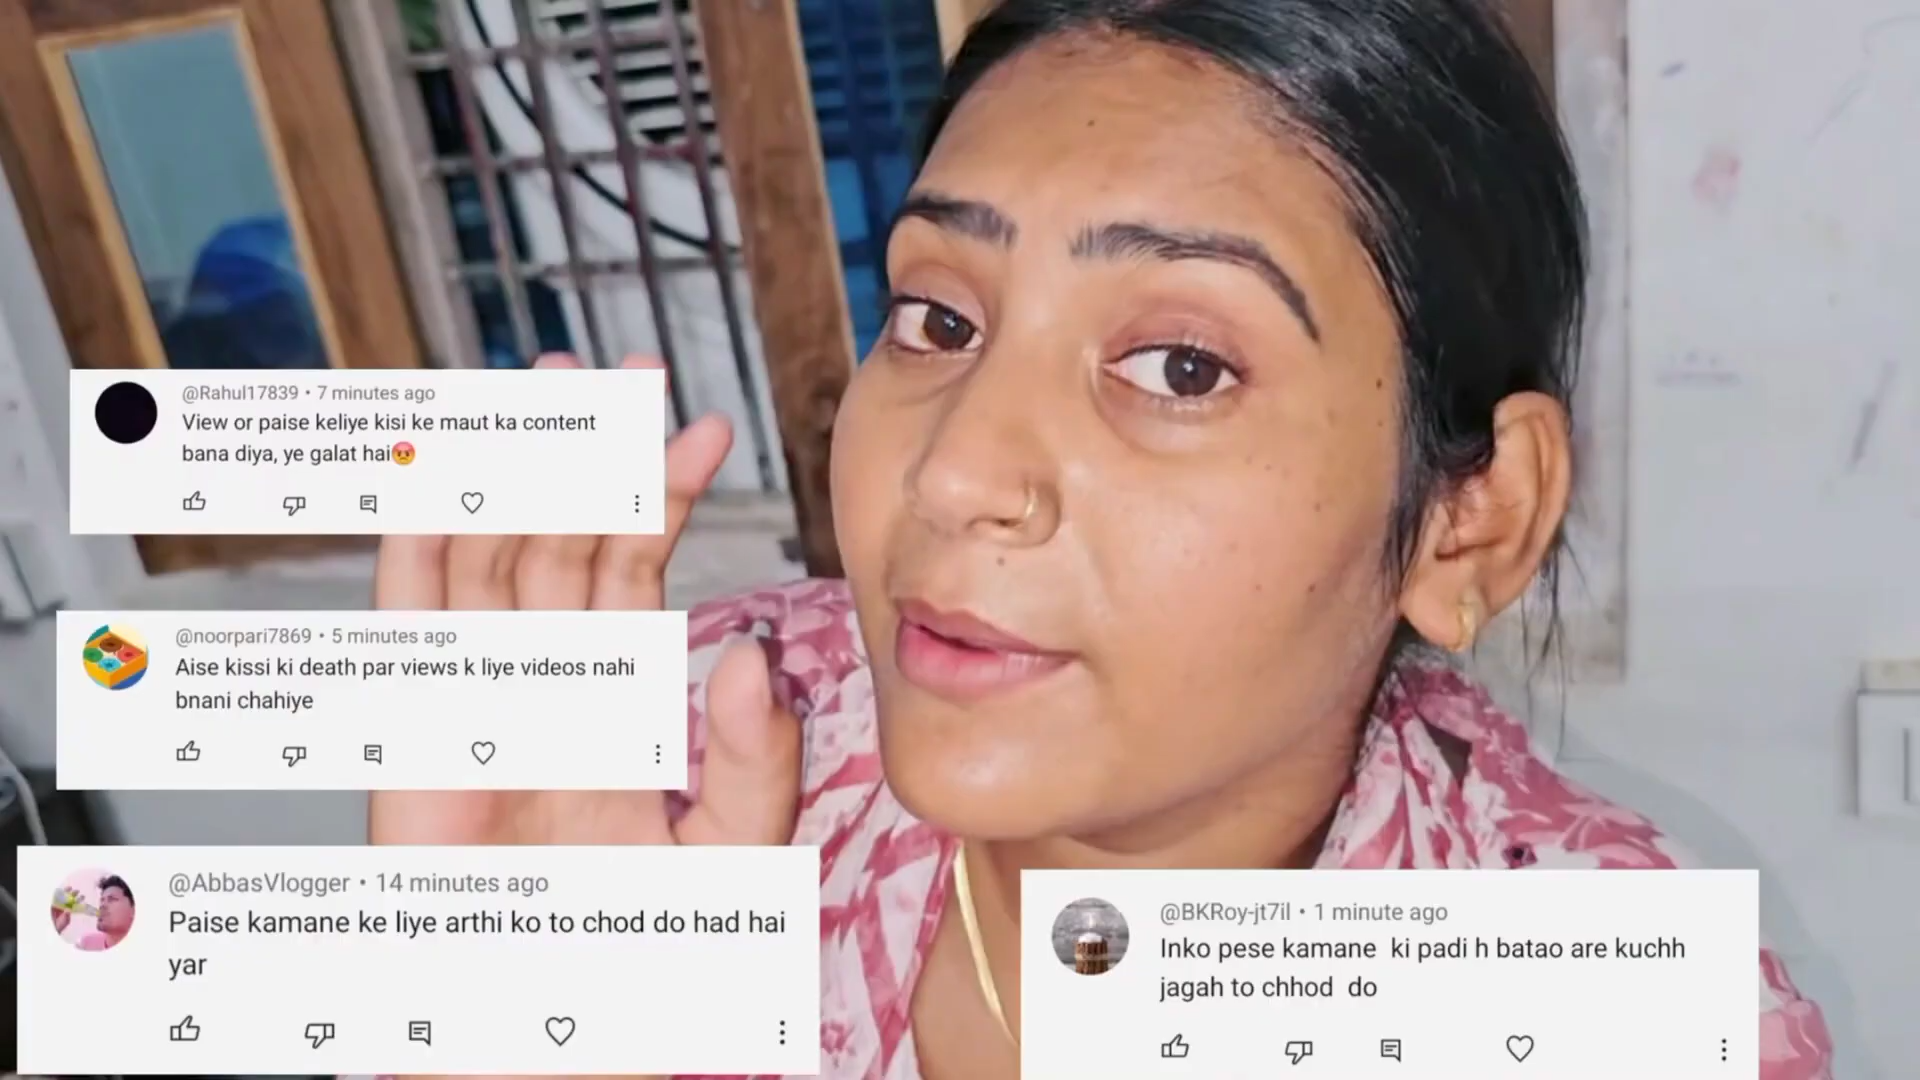 @Rahul17839 • 7 minutes ago
View or paise keliye kisi ke maut ka content
bana diya, ye galat hai😡
@noorpari7869 • 5 minutes ago
Aise kissi ki death par views k liye videos nahi
bnani chahiye
@AbbasVlogger • 14 minutes ago
Paise kamane ke liye arthi ko to chod do had hai
yar
@BKRoy-jt7il • 1 minute ago
Inko pese kamane ki padi h batao are kuchh
jagah to chhod do